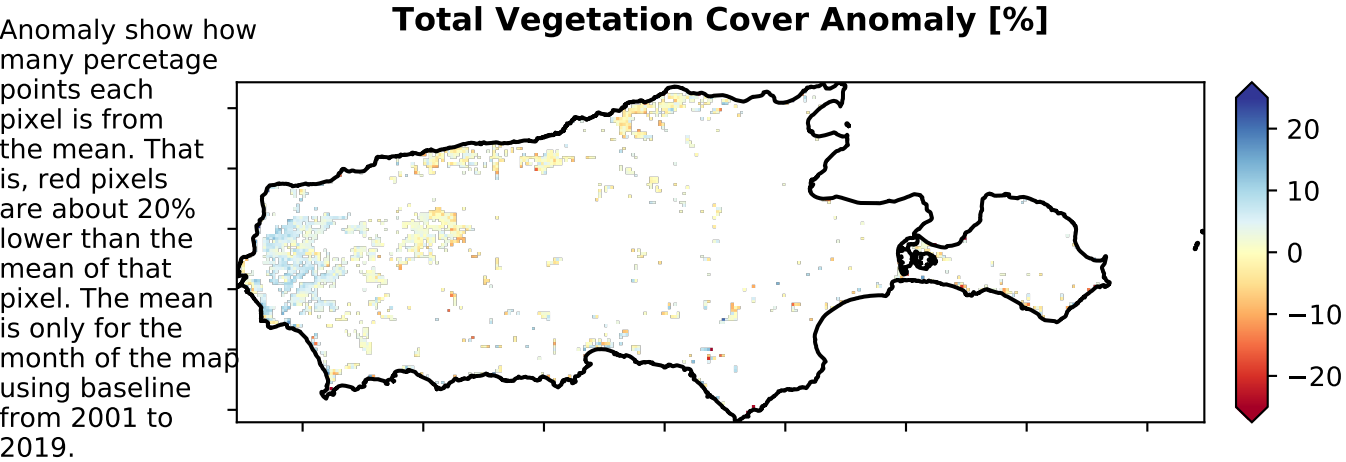 Total Vegetation Cover Anomaly [%]
Anomaly show how
many percetage
points each
pixel is from
the mean. That
is, red pixels
are about 20%
lower than the
mean of that
pixel. The mean
is only for the
month of the map
using baseline
from 2001 to
2019.
20
10
0
−10
−20